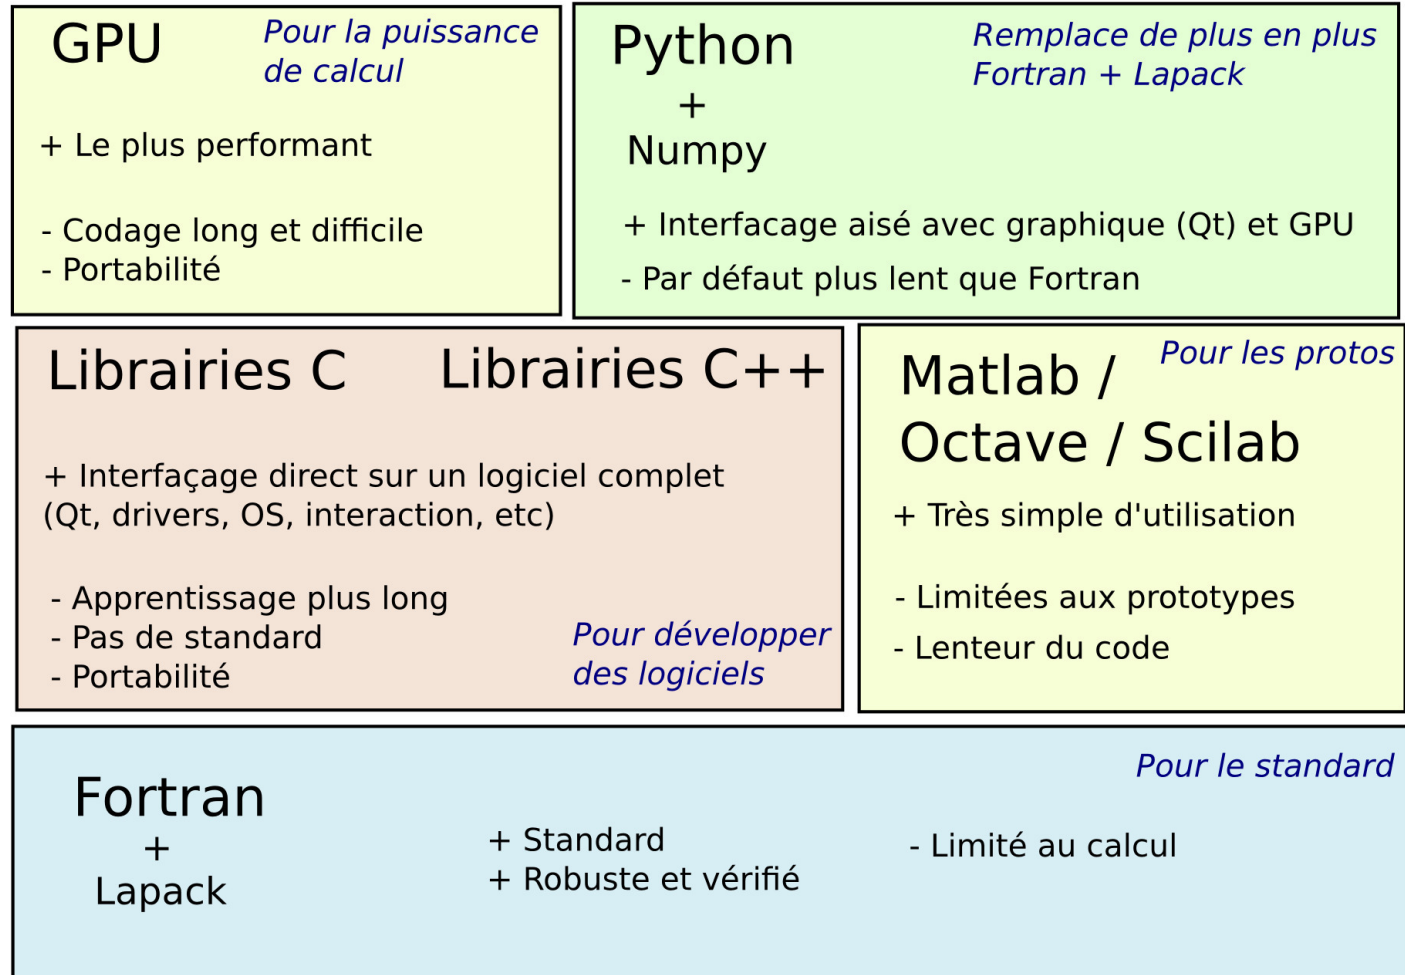 GPU
Pour la puissance
de calcul
+ Le plus performant
- Codage long et difficile
- Portabilité
Python
+
Numpy
Remplace de plus en plus
Fortran + Lapack
+ Interfacage aisé avec graphique (Qt) et GPU
- Par défaut plus lent que Fortran
Librairies C Librairies C++
+ Interfaçage direct sur un logiciel complet
(Qt, drivers, OS, interaction, etc)
- Apprentissage plus long
- Pas de standard
- Portabilité
Pour développer
des logiciels
Matlab /
Octave / Scilab
Pour les protos
+ Très simple d'utilisation
- Limitées aux prototypes
- Lenteur du code
Fortran
+
Lapack
Pour le standard
+ Standard
+ Robuste et vérifié
- Limité au calcul